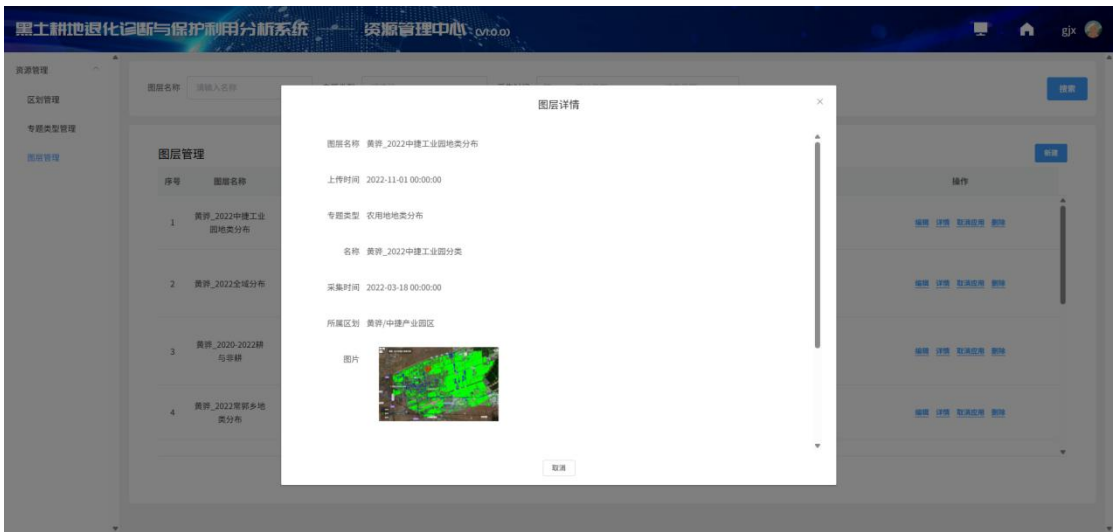 黑土耕地退化诊断与保护利用分析系统 资源管理中心 (V1.0.0)
gjx
资源管理
区划管理
专题类型管理
图层管理
图层名称 请输入名称
搜索
图层管理
新建
序号 图层名称 操作
1 黄骅_2022中捷工业园地类分布 编辑 详情 取消应用 删除
2 黄骅_2022全域分布 编辑 详情 取消应用 删除
3 黄骅_2020-2022耕与非耕 编辑 详情 取消应用 删除
4 黄骅_2022常郭乡地类分布 编辑 详情 取消应用 删除
图层详情
图层名称 黄骅_2022中捷工业园地类分布
上传时间 2022-11-01 00:00:00
专题类型 农用地地类分布
名称 黄骅_2022中捷工业园分类
采集时间 2022-03-18 00:00:00
所属区划 黄骅/中捷产业园区
图片
取消